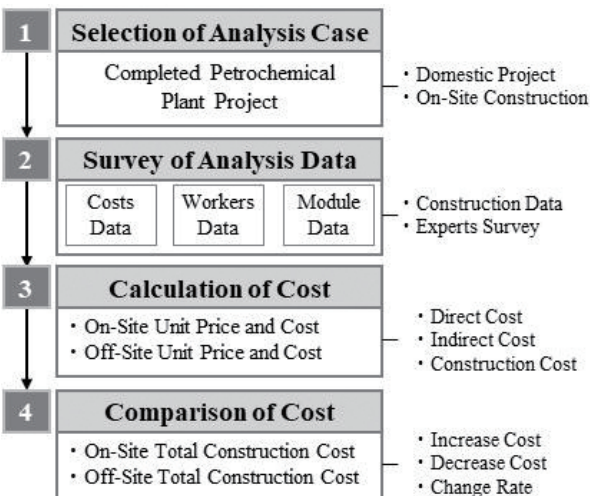 1
Selection of Analysis Case
Completed Petrochemical
Plant Project
· Domestic Project
· On-Site Construction
2
Survey of Analysis Data
Costs
Data
Workers
Data
Module
Data
· Construction Data
· Experts Survey
3
Calculation of Cost
· On-Site Unit Price and Cost
· Off-Site Unit Price and Cost
· Direct Cost
· Indirect Cost
· Construction Cost
4
Comparison of Cost
· On-Site Total Construction Cost
· Off-Site Total Construction Cost
· Increase Cost
· Decrease Cost
· Change Rate